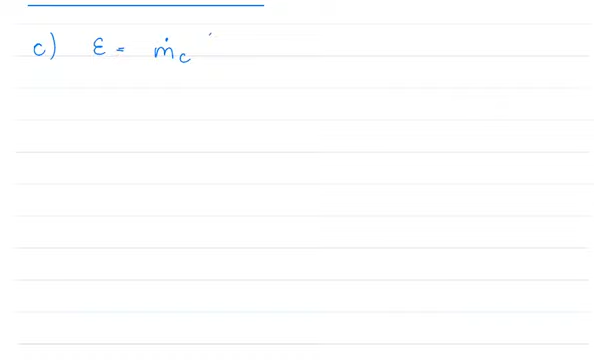 c) ε = ṁc